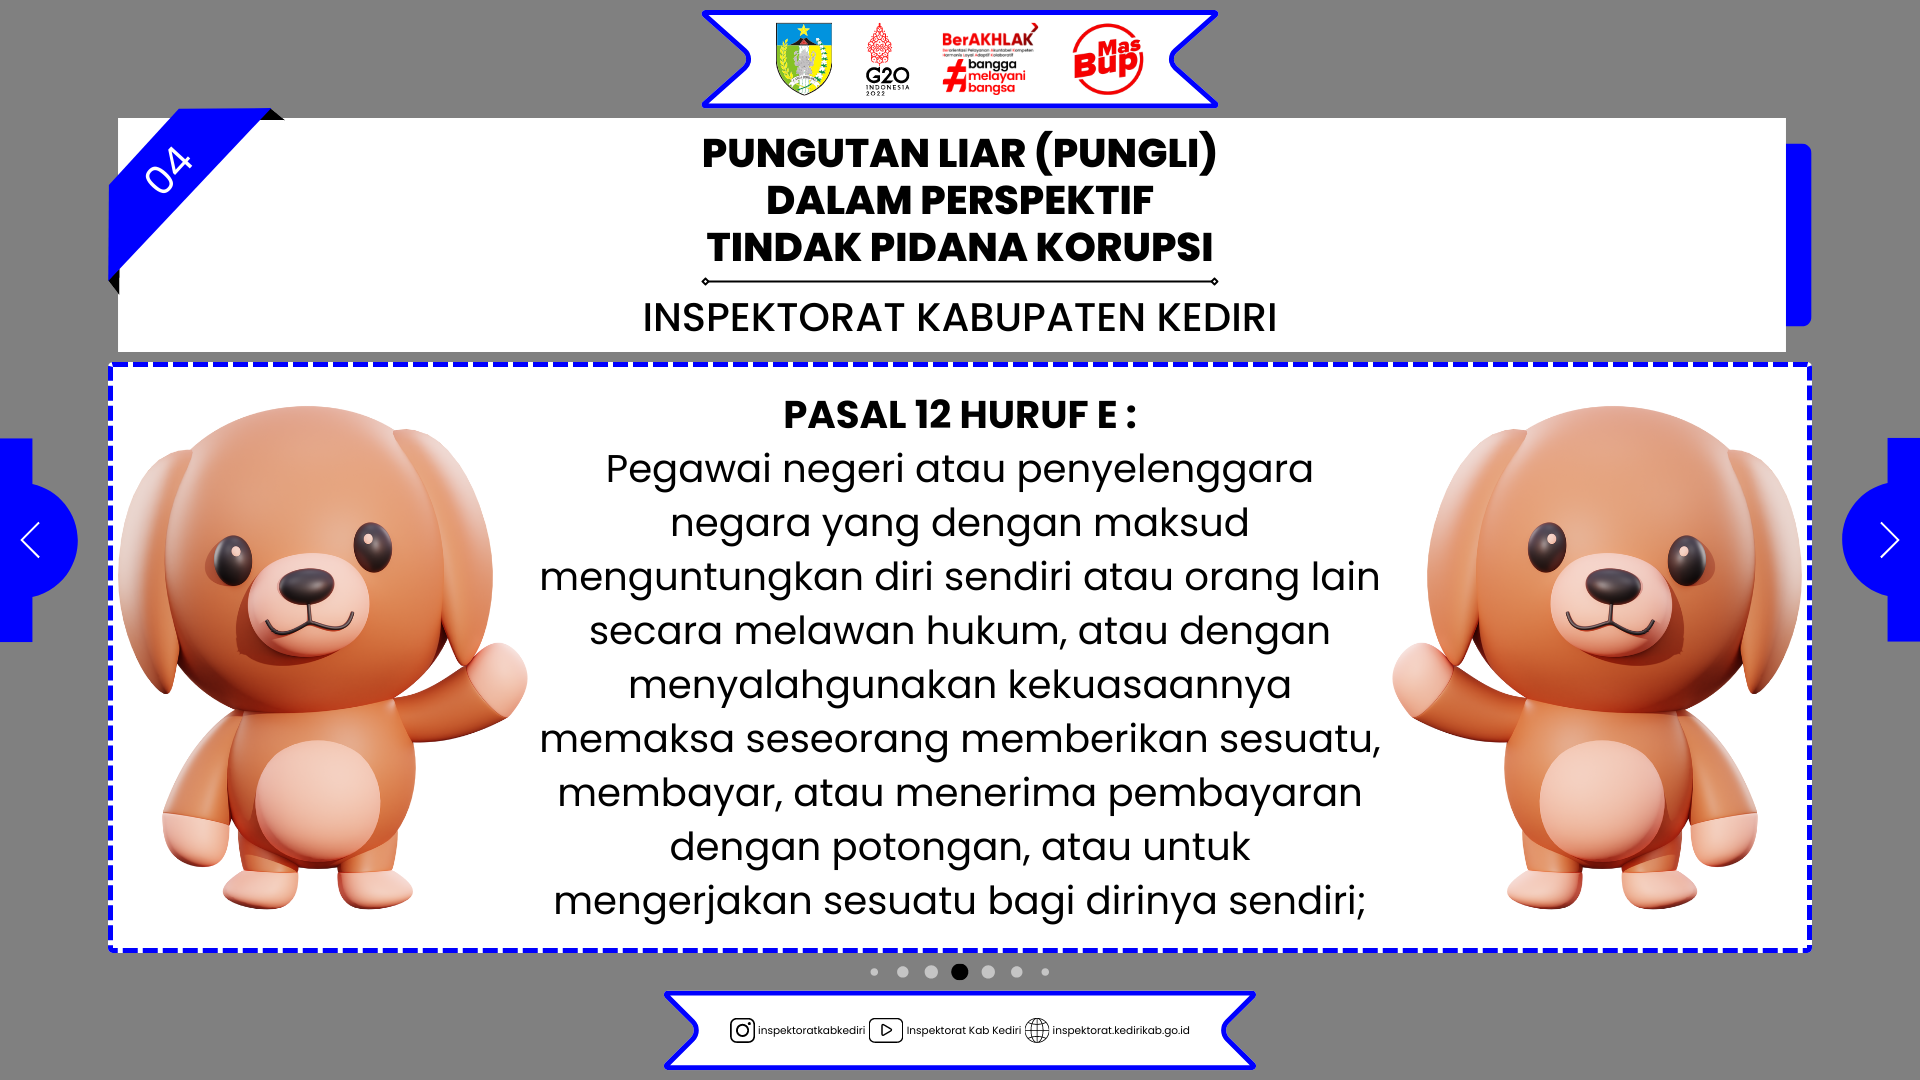 G20
INDONESIA
2022
BerAKHLAK
#bangga
melayani
bangsa
Mas
Bup
04
PUNGUTAN LIAR (PUNGLI)
DALAM PERSPEKTIF
TINDAK PIDANA KORUPSI
INSPEKTORAT KABUPATEN KEDIRI
PASAL 12 HURUF E :
Pegawai negeri atau penyelenggara
negara yang dengan maksud
menguntungkan diri sendiri atau orang lain
secara melawan hukum, atau dengan
menyalahgunakan kekuasaannya
memaksa seseorang memberikan sesuatu,
membayar, atau menerima pembayaran
dengan potongan, atau untuk
mengerjakan sesuatu bagi dirinya sendiri;
inspektoratkabkediri Inspektorat Kab Kediri inspektorat.kedirikab.go.id